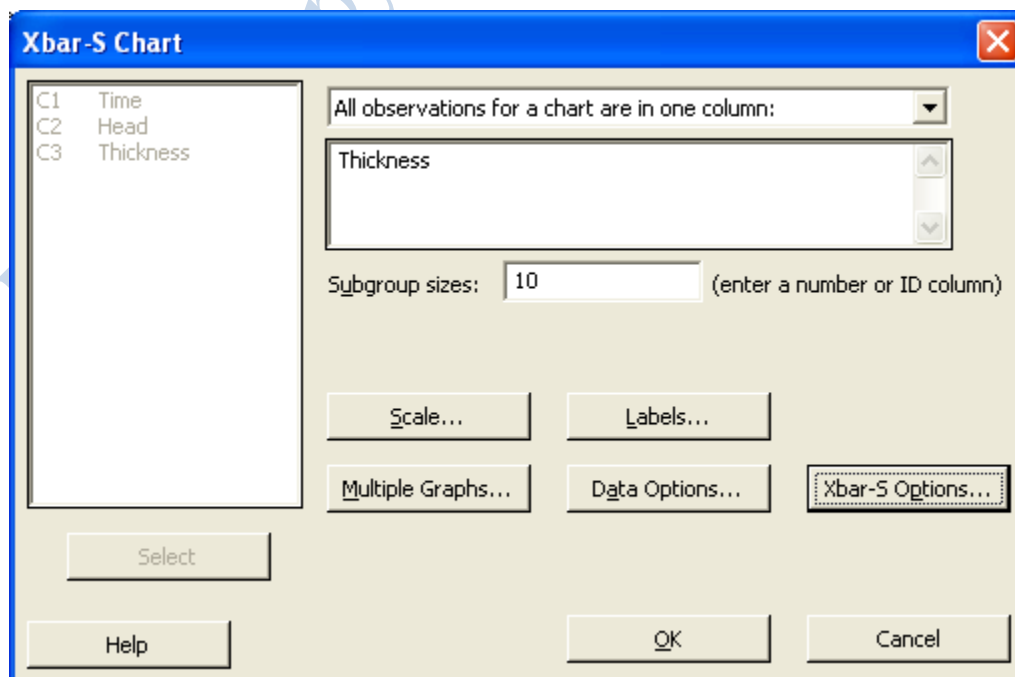 Xbar-S Chart
C1 Time
C2 Head
C3 Thickness
All observations for a chart are in one column:
Thickness
Subgroup sizes: 10 (enter a number or ID column)
Scale... Labels...
Multiple Graphs... Data Options... Xbar-S Options...
Select
Help OK Cancel